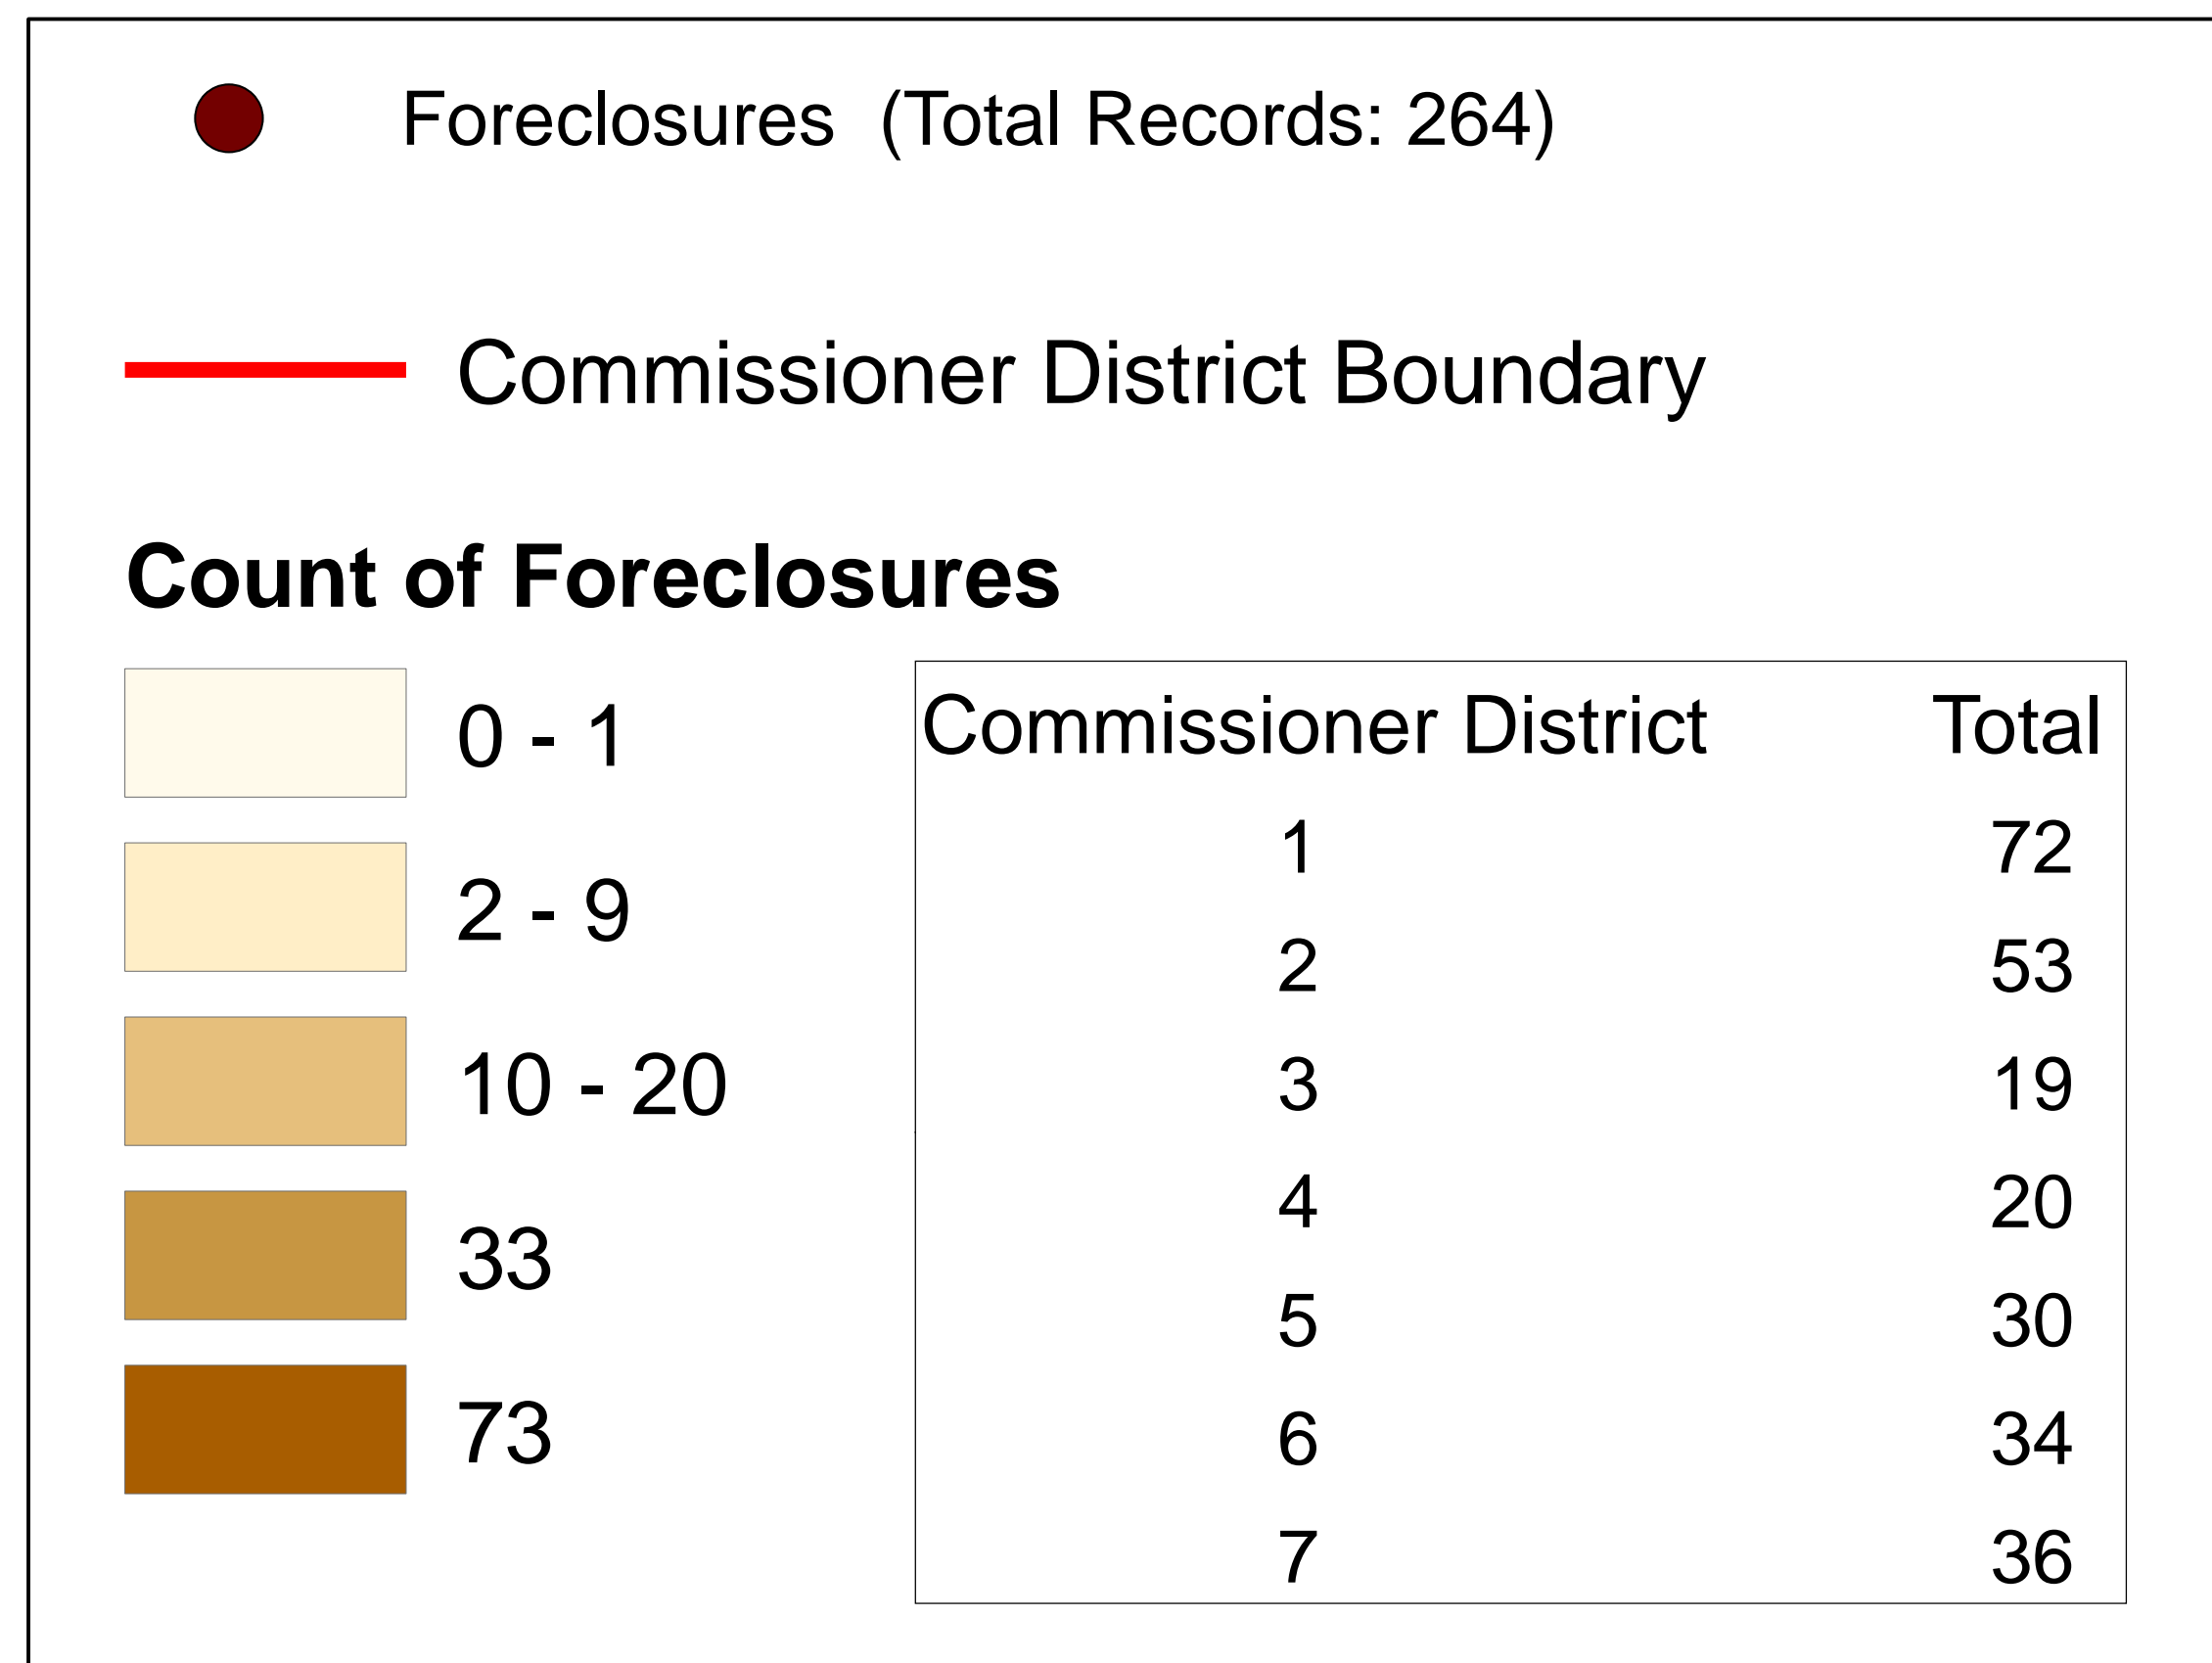 Foreclosures (Total Records: 264)
Commissioner District Boundary
Count of Foreclosures
0 - 1
2 - 9
10 - 20
33
73
Commissioner District Total
1 72
2 53
3 19
4 20
5 30
6 34
7 36